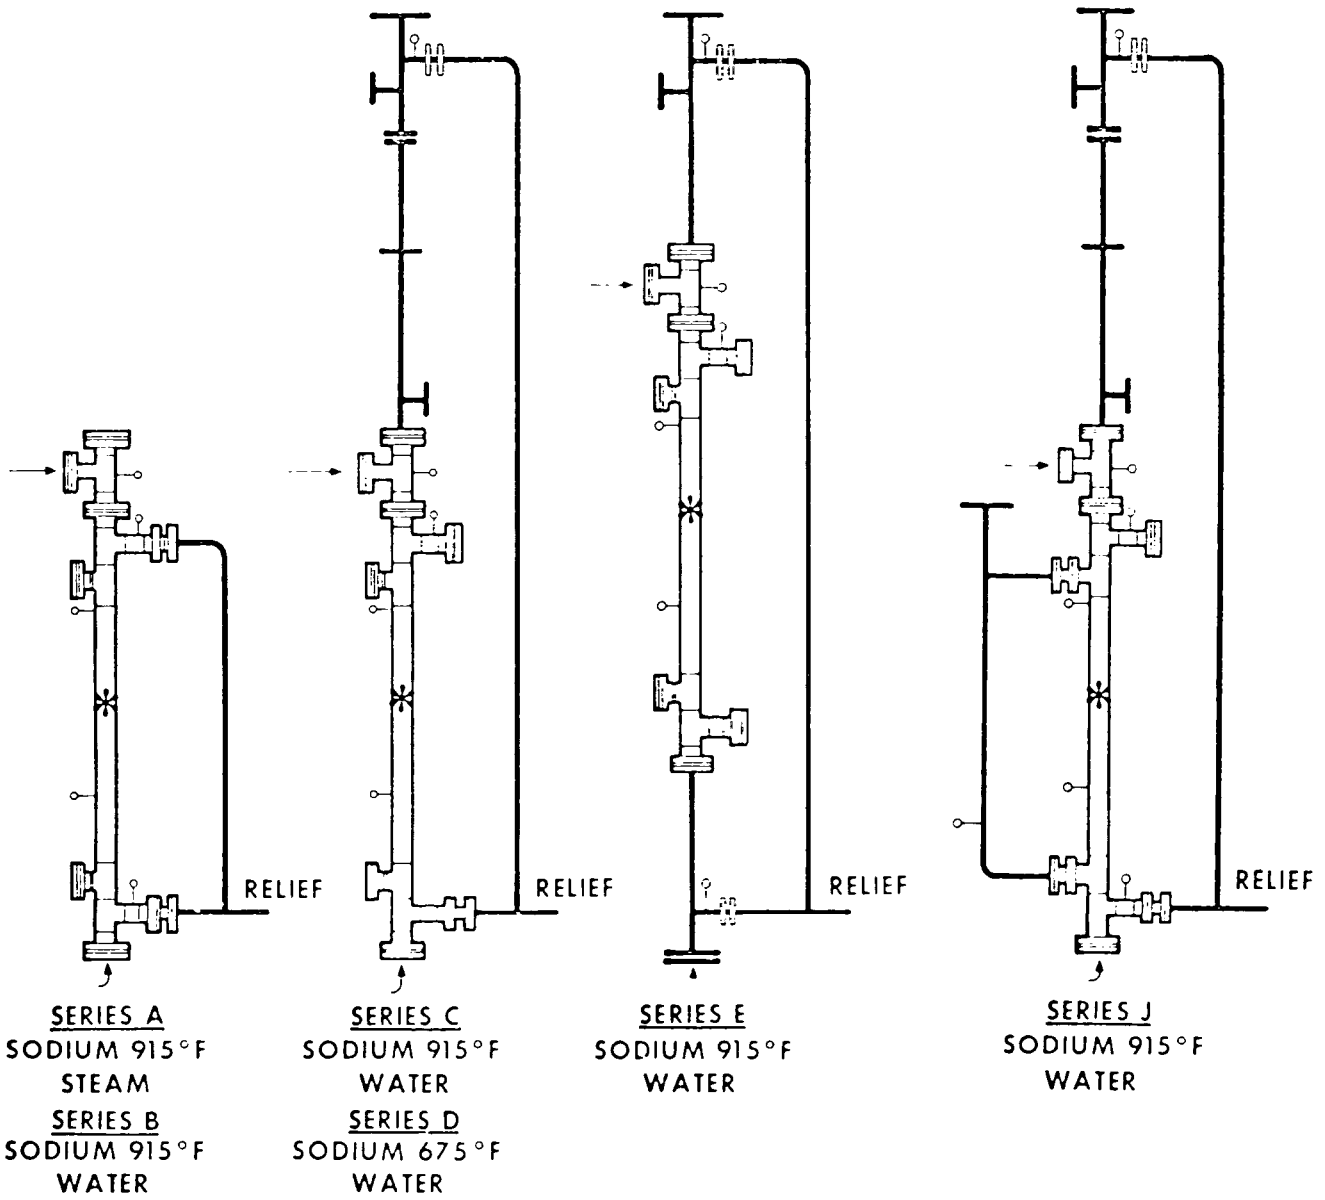 RELIEF
RELIEF
RELIEF
RELIEF
SERIES A
SODIUM 915°F
STEAM
SERIES B
SODIUM 915°F
WATER
SERIES C
SODIUM 915°F
WATER
SERIES D
SODIUM 675°F
WATER
SERIES E
SODIUM 915°F
WATER
SERIES J
SODIUM 915°F
WATER